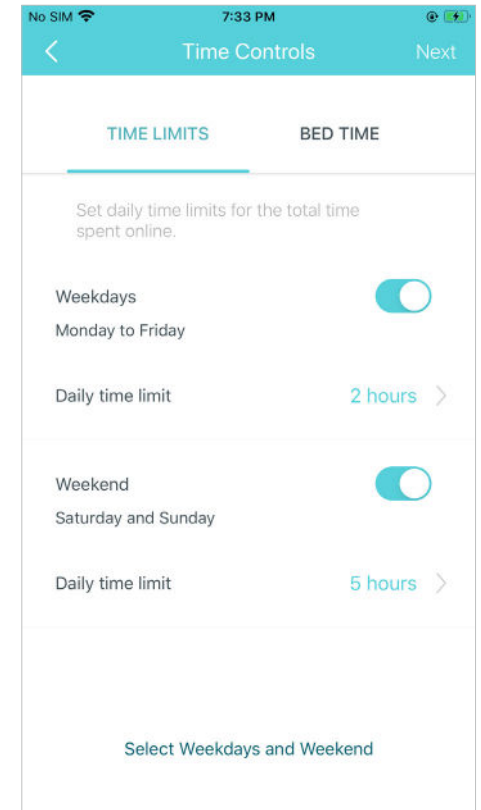 No SIM 7:33 PM
Time Controls Next
TIME LIMITS BED TIME
Set daily time limits for the total time
spent online.
Weekdays
Monday to Friday
Daily time limit 2 hours
Weekend
Saturday and Sunday
Daily time limit 5 hours
Select Weekdays and Weekend